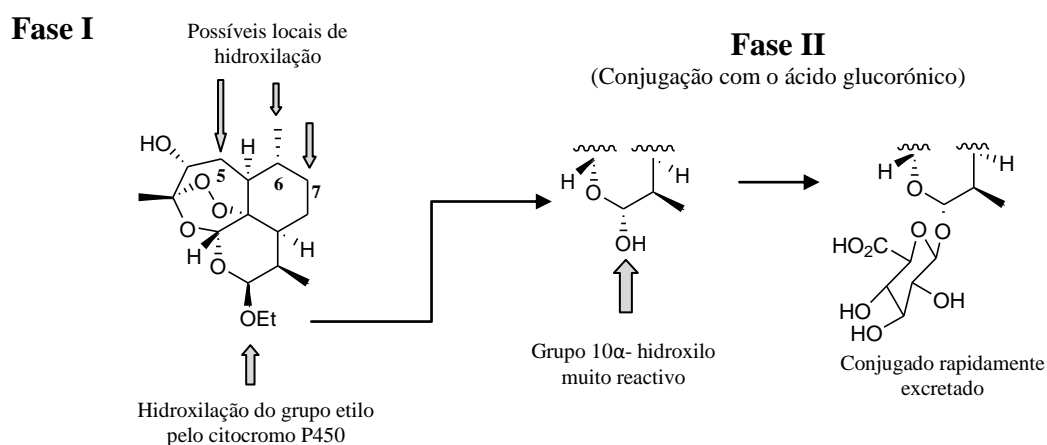 Fase I
Possíveis locais de
hidroxilação
HO
H
5
6
7
O
O
O
H
O
H
OEt
Hidroxilação do grupo etilo
pelo citocromo P450
Fase II
(Conjugação com o ácido glucorónico)
H
H
O
OH
Grupo 10α- hidroxilo
muito reactivo
H
H
O
O
HO2C
O
HO
OH
HO
Conjugado rapidamente
excretado